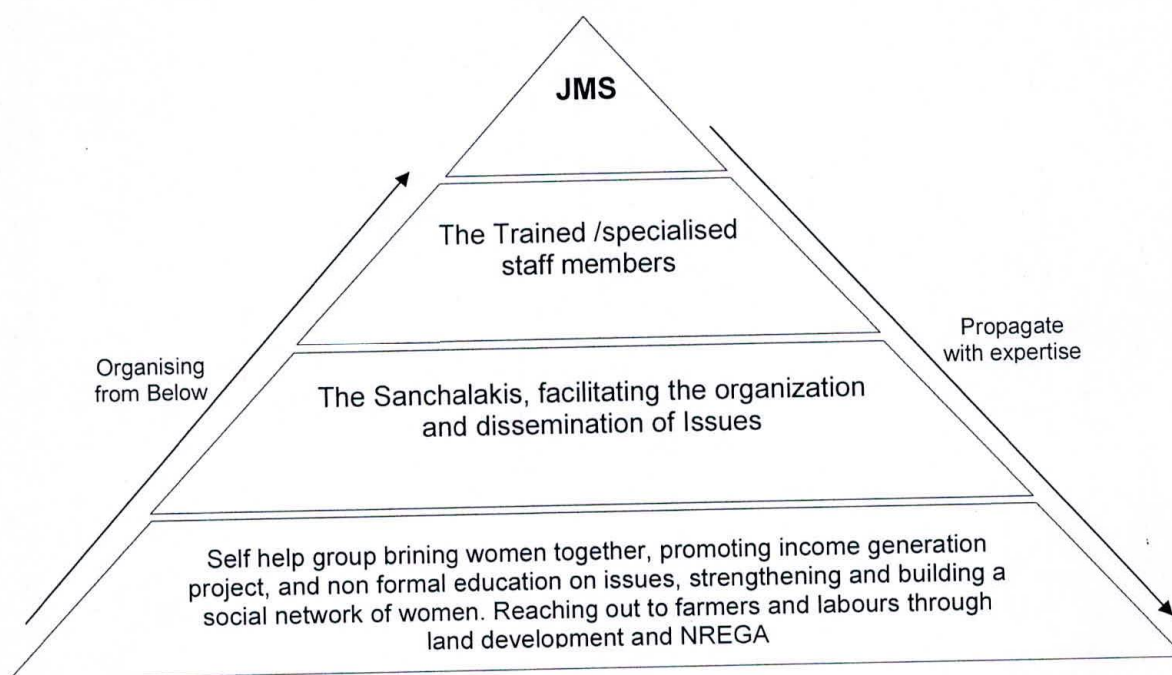 JMS
The Trained /specialised
staff members
Organising
from Below
Propagate
with expertise
The Sanchalakis, facilitating the organization
and dissemination of Issues
Self help group brining women together, promoting income generation
project, and non formal education on issues, strengthening and building a
social network of women. Reaching out to farmers and labours through
land development and NREGA